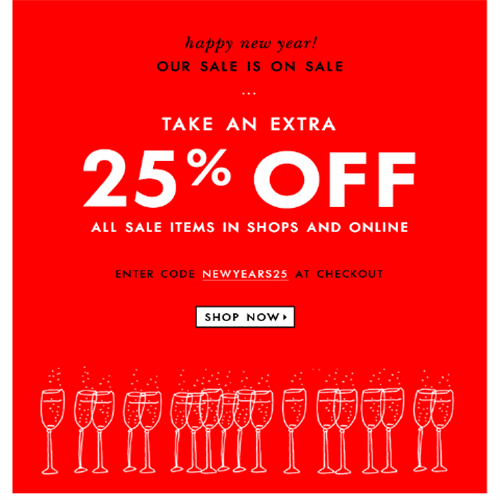 happy new year!
OUR SALE IS ON SALE
...
TAKE AN EXTRA
25% OFF
ALL SALE ITEMS IN SHOPS AND ONLINE
ENTER CODE NEWYEARS25 AT CHECKOUT
SHOP NOW